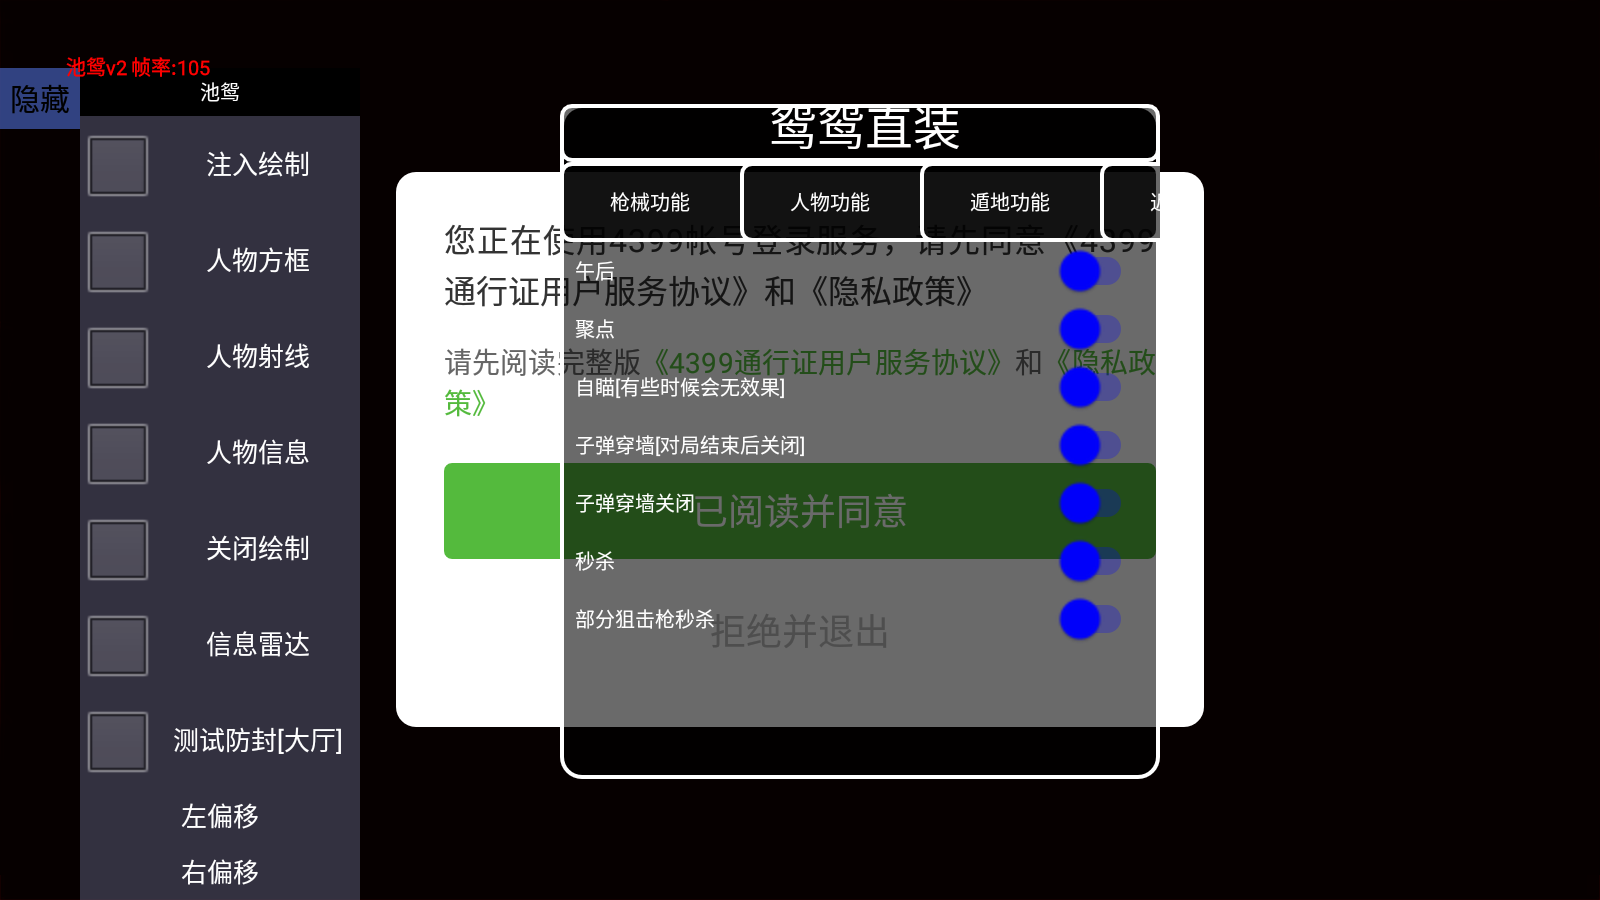 池鸳v2 帧率:105
隐藏
池鸳
注入绘制
人物方框
人物射线
人物信息
关闭绘制
信息雷达
测试防封[大厅]
左偏移
右偏移
鸳鸳直装
枪械功能
人物功能
遁地功能
您正在使用4399帐号登录服务，请先同意《4399
通行证用户服务协议》和《隐私政策》
请先阅读完整版《4399通行证用户服务协议》和《隐私政
策》
午后
聚点
自瞄[有些时候会无效果]
子弹穿墙[对局结束后关闭]
子弹穿墙关闭
已阅读并同意
秒杀
部分狙击枪秒杀
拒绝并退出